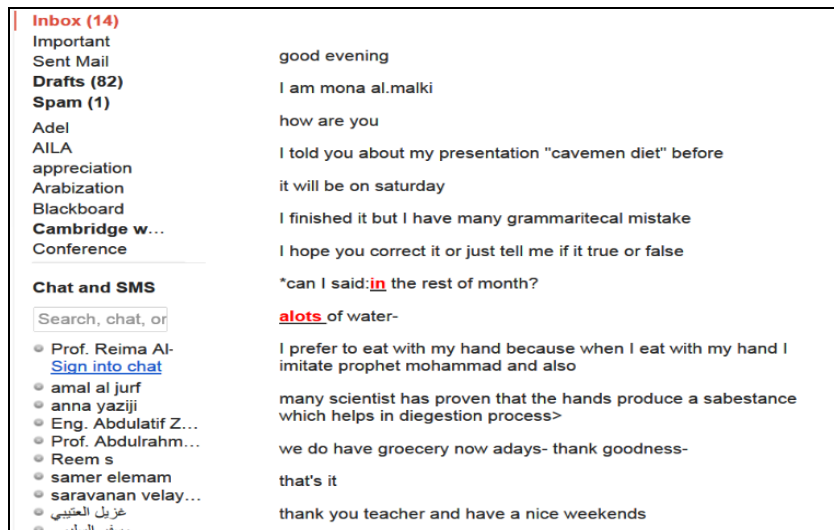 Inbox (14)
Important
Sent Mail
Drafts (82)
Spam (1)
Adel
AILA
appreciation
Arabization
Blackboard
Cambridge w...
Conference
Chat and SMS
Search, chat, or
Prof. Reima Al-
Sign into chat
amal al jurf
anna yaziji
Eng. Abdulatif Z...
Prof. Abdulrahm...
Reem s
samer elemam
saravanan velay...
غزيل العتيبي
good evening
I am mona al.malki
how are you
I told you about my presentation "cavemen diet" before
it will be on saturday
I finished it but I have many grammaritecal mistake
I hope you correct it or just tell me if it true or false
*can I said:in the rest of month?
alots of water-
I prefer to eat with my hand because when I eat with my hand I
imitate prophet mohammad and also
many scientist has proven that the hands produce a sabestance
which helps in diegestion process>
we do have groecery now adays- thank goodness-
that's it
thank you teacher and have a nice weekends